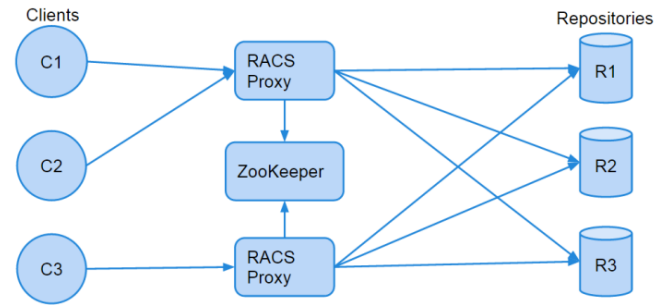 Clients
Repositories
C1
RACS
Proxy
R1
C2
ZooKeeper
R2
C3
RACS
Proxy
R3